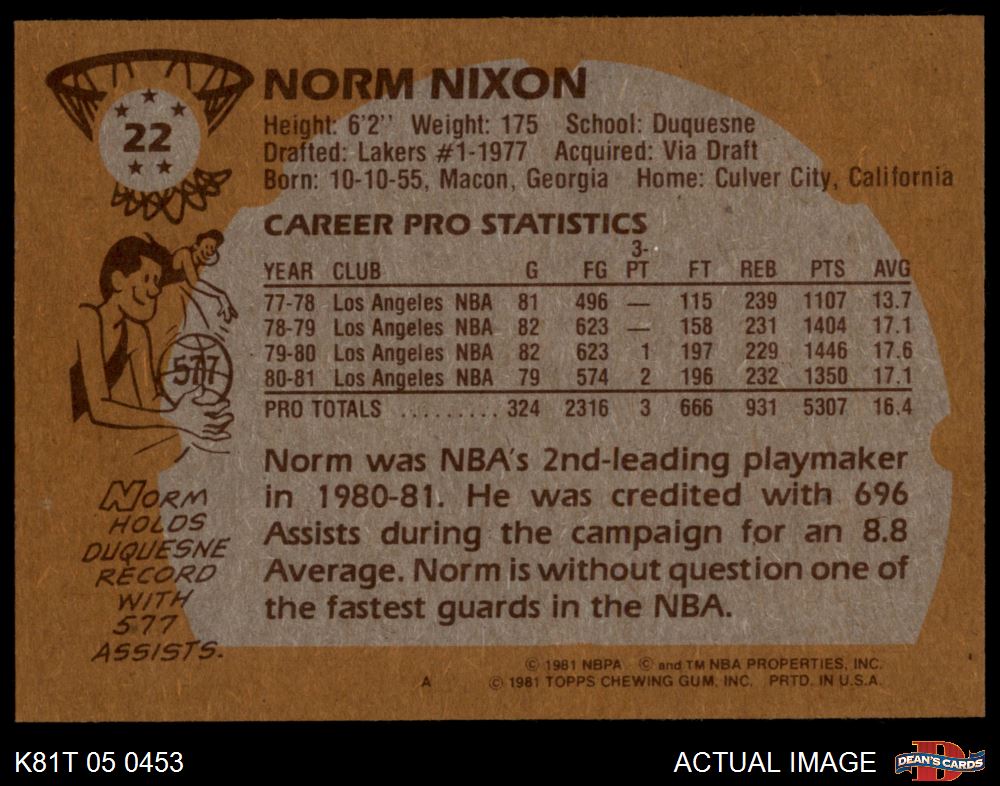 22
NORM NIXON
Height: 6'2'' Weight: 175 School: Duquesne
Drafted: Lakers #1-1977 Acquired: Via Draft
Born: 10-10-55, Macon, Georgia Home: Culver City, California
CAREER PRO STATISTICS
YEAR CLUB G FG 3-PT FT REB PTS AVG
77-78 Los Angeles NBA 81 496 — 115 239 1107 13.7
78-79 Los Angeles NBA 82 623 — 158 231 1404 17.1
79-80 Los Angeles NBA 82 623 1 197 229 1446 17.6
80-81 Los Angeles NBA 79 574 2 196 232 1350 17.1
PRO TOTALS .......... 324 2316 3 666 931 5307 16.4
577
NORM
HOLDS
DUQUESNE
RECORD
WITH
577
ASSISTS.
Norm was NBA's 2nd-leading playmaker
in 1980-81. He was credited with 696
Assists during the campaign for an 8.8
Average. Norm is without question one of
the fastest guards in the NBA.
© 1981 NBPA © and TM NBA PROPERTIES, INC.
A © 1981 TOPPS CHEWING GUM, INC. PRTD. IN U.S.A.
K81T 05 0453
ACTUAL IMAGE
D
DEAN'S CARDS